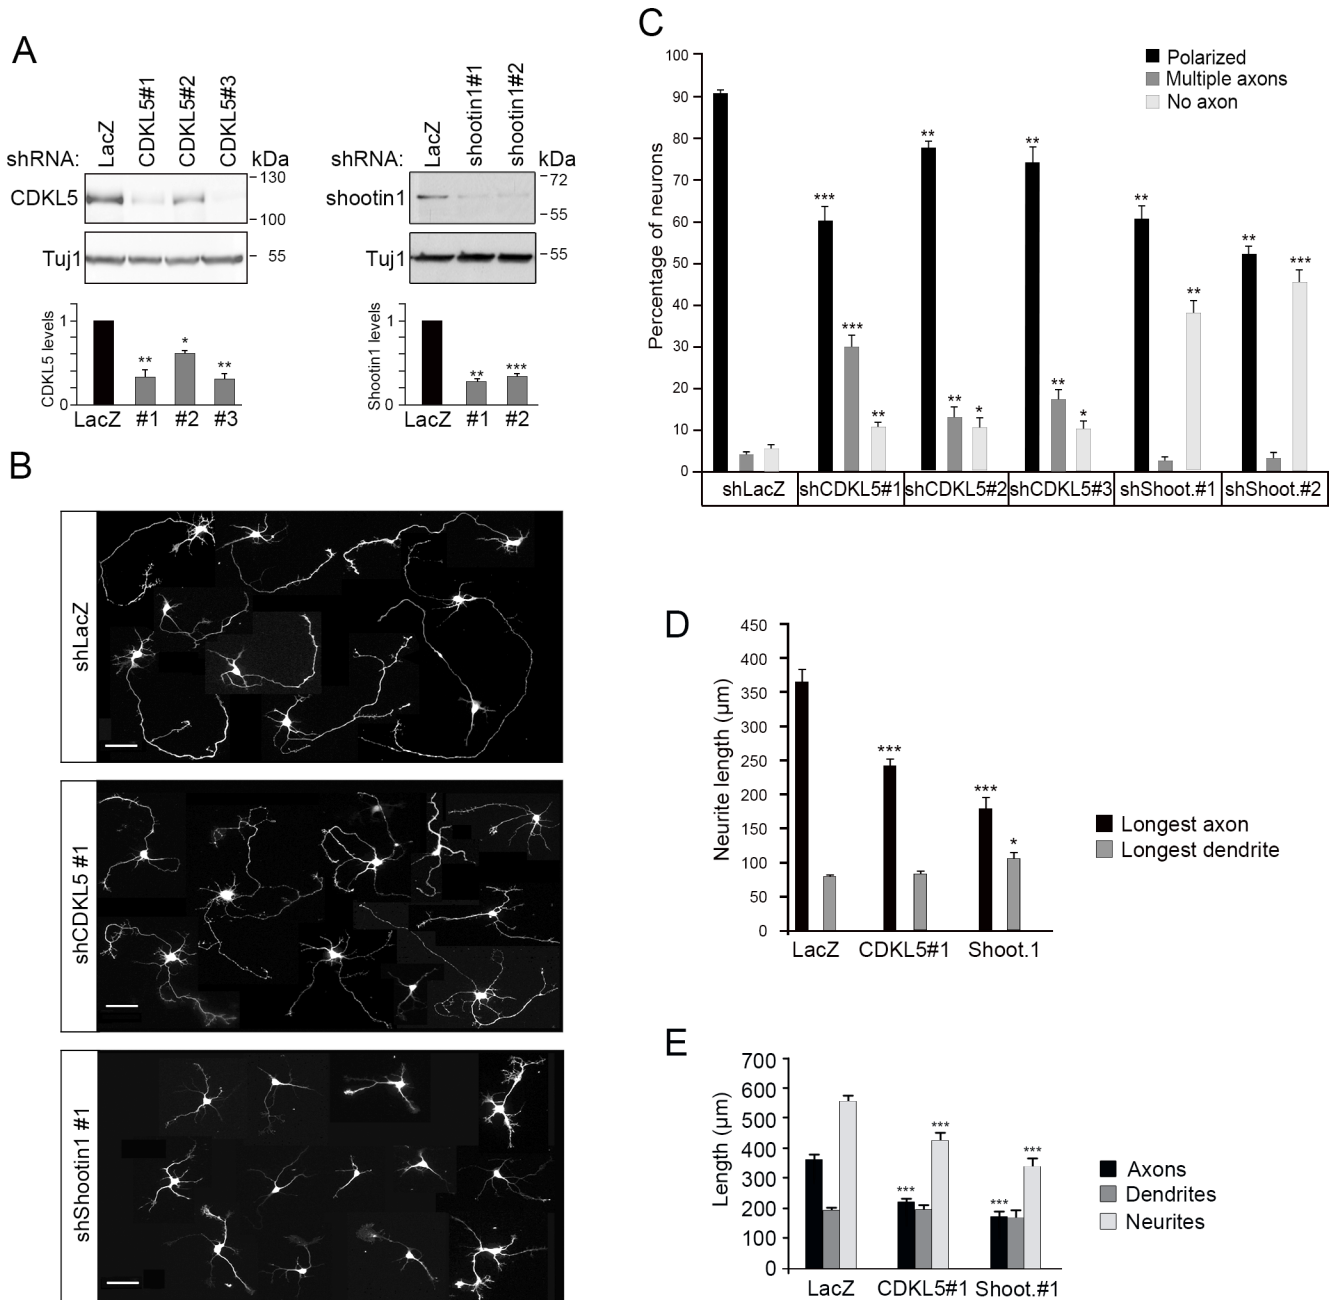 A
shRNA:
LacZ
CDKL5#1
CDKL5#2
CDKL5#3
kDa
CDKL5
130
100
Tuj1
55
CDKL5 levels
1
0
**
*
**
LacZ #1 #2 #3
shRNA:
LacZ
shootin1#1
shootin1#2
kDa
shootin1
72
55
Tuj1
55
Shootin1 levels
1
0
**
***
LacZ #1 #2
B
shLacZ
shCDKL5 #1
shShootin1 #1
C
Percentage of neurons
100
90
80
70
60
50
40
30
20
10
0
Polarized
Multiple axons
No axon
*** *** **
** ** *
** ** *
** **
** ***
shLacZ shCDKL5#1 shCDKL5#2 shCDKL5#3 shShoot.#1 shShoot.#2
D
Neurite length (µm)
450
400
350
300
250
200
150
100
50
0
***
*** *
LacZ CDKL5#1 Shoot.1
Longest axon
Longest dendrite
E
Length (µm)
700
600
500
400
300
200
100
0
*** ***
*** ***
LacZ CDKL5#1 Shoot.#1
Axons
Dendrites
Neurites